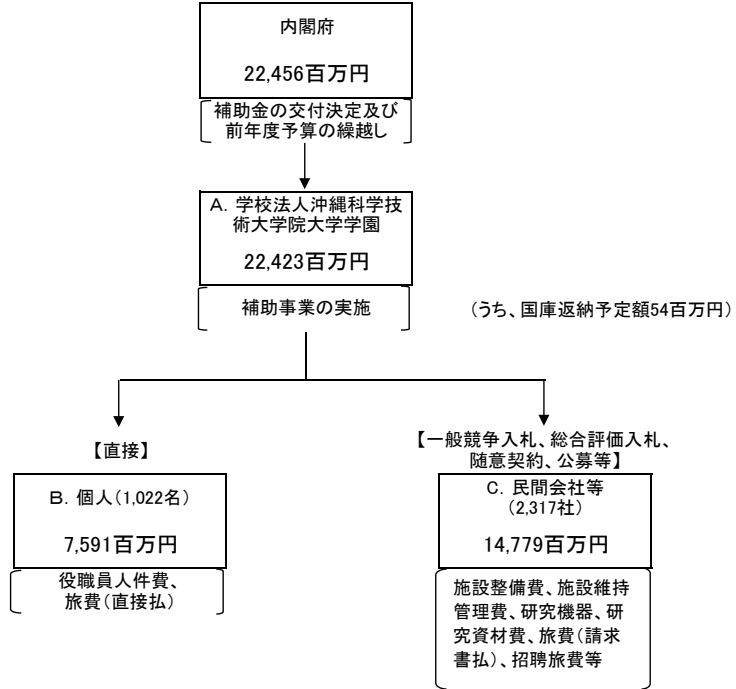 内閣府
22,456百万円
補助金の交付決定及び
前年度予算の繰越し
A. 学校法人沖縄科学技
術大学院大学学園
22,423百万円
補助事業の実施
(うち、国庫返納予定額54百万円)
【直接】
B. 個人(1,022名)
7,591百万円
役職員人件費、
旅費(直接払)
【一般競争入札、総合評価入札、
随意契約、公募等】
C. 民間会社等
(2,317社)
14,779百万円
施設整備費、施設維持
管理費、研究機器、研
究資材費、旅費(請求
書払)、招聘旅費等